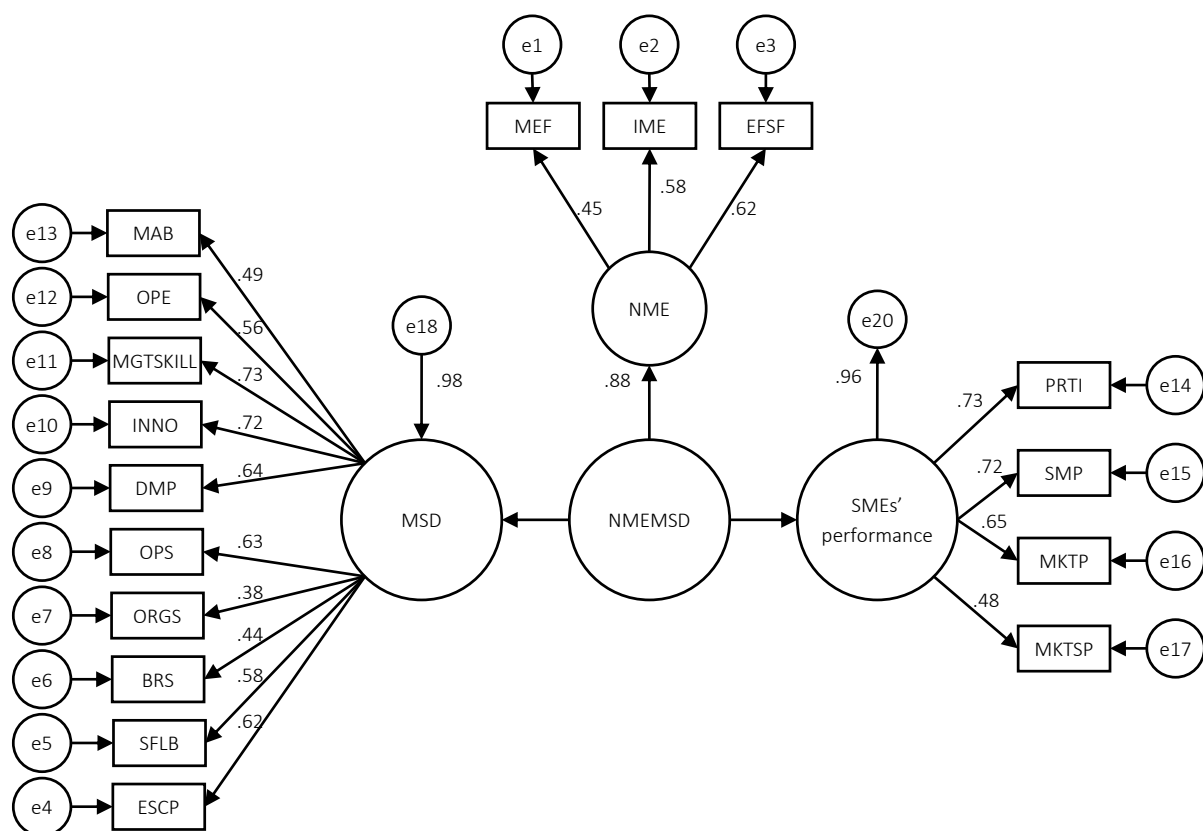 e1
e2
e3
MEF
IME
EFSF
.45
.58
.62
NME
.88
e13
MAB
e12
OPE
e11
MGTSKILL
e10
INNO
e9
DMP
e8
OPS
e7
ORGS
e6
BRS
e5
SFLB
e4
ESCP
.49
.56
.73
.72
.64
.63
.38
.44
.58
.62
e18
.98
MSD
NMEMSD
e20
.96
SMEs’
performance
.73
.72
.65
.48
PRTI
e14
SMP
e15
MKTP
e16
MKTSP
e17